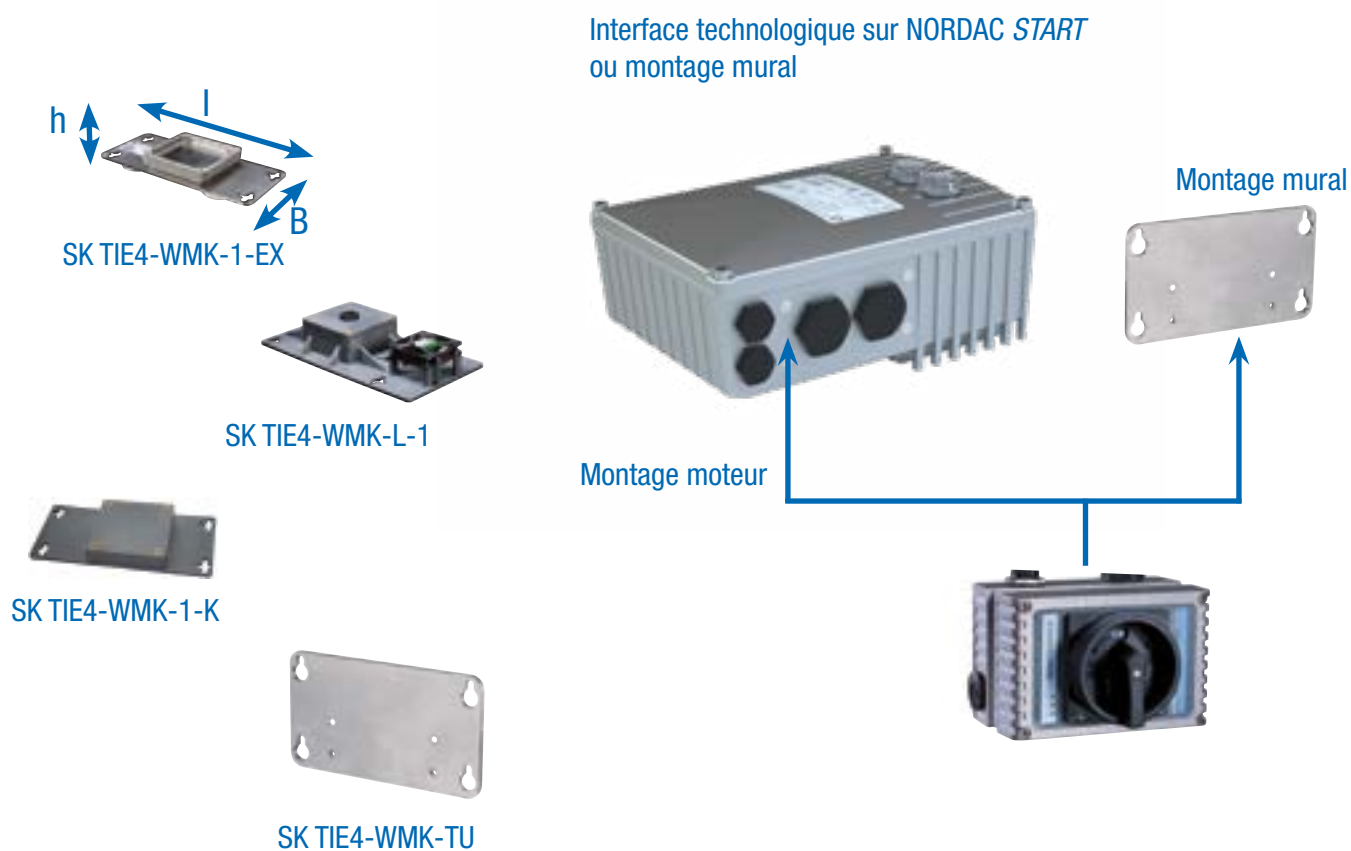 Interface technologique sur NORDAC START
ou montage mural
h
l
B
SK TIE4-WMK-1-EX
Montage mural
SK TIE4-WMK-L-1
Montage moteur
SK TIE4-WMK-1-K
SK TIE4-WMK-TU